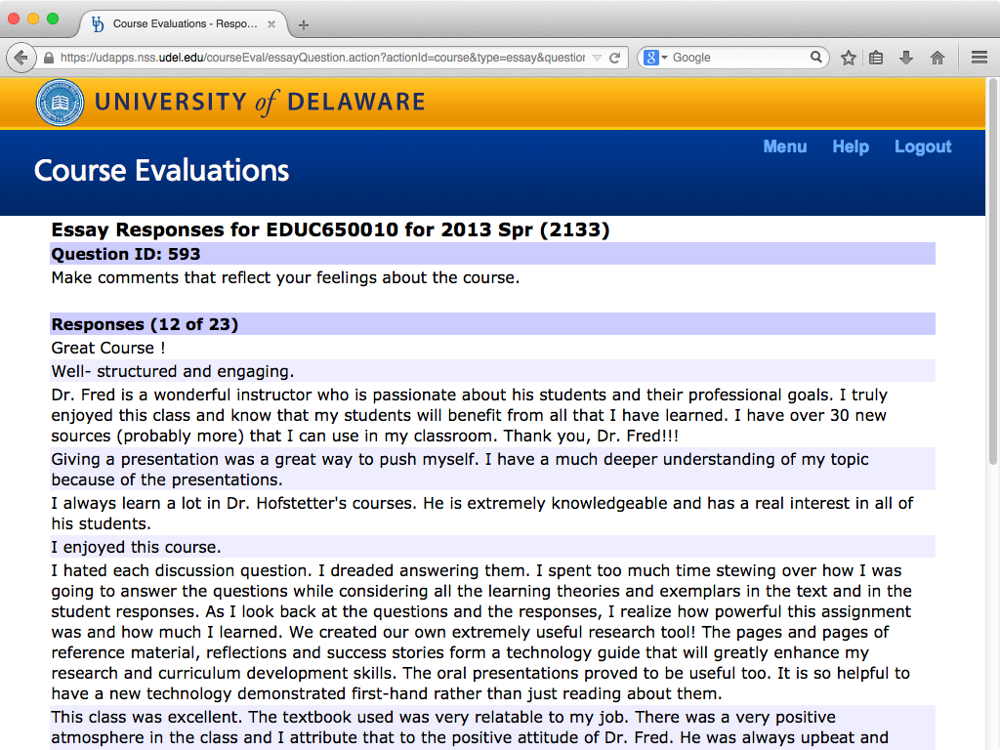 Course Evaluations - Respo...
https://udapps.nss.udel.edu/courseEval/essayQuestion.action?actionId=course&type=essay&question
Google
UNIVERSITY of DELAWARE
Menu Help Logout
Course Evaluations
Essay Responses for EDUC650010 for 2013 Spr (2133)
Question ID: 593
Make comments that reflect your feelings about the course.
Responses (12 of 23)
Great Course !
Well- structured and engaging.
Dr. Fred is a wonderful instructor who is passionate about his students and their professional goals. I truly
enjoyed this class and know that my students will benefit from all that I have learned. I have over 30 new
sources (probably more) that I can use in my classroom. Thank you, Dr. Fred!!!
Giving a presentation was a great way to push myself. I have a much deeper understanding of my topic
because of the presentations.
I always learn a lot in Dr. Hofstetter's courses. He is extremely knowledgeable and has a real interest in all of
his students.
I enjoyed this course.
I hated each discussion question. I dreaded answering them. I spent too much time stewing over how I was
going to answer the questions while considering all the learning theories and exemplars in the text and in the
student responses. As I look back at the questions and the responses, I realize how powerful this assignment
was and how much I learned. We created our own extremely useful research tool! The pages and pages of
reference material, reflections and success stories form a technology guide that will greatly enhance my
research and curriculum development skills. The oral presentations proved to be useful too. It is so helpful to
have a new technology demonstrated first-hand rather than just reading about them.
This class was excellent. The textbook used was very relatable to my job. There was a very positive
atmosphere in the class and I attribute that to the positive attitude of Dr. Fred. He was always upbeat and